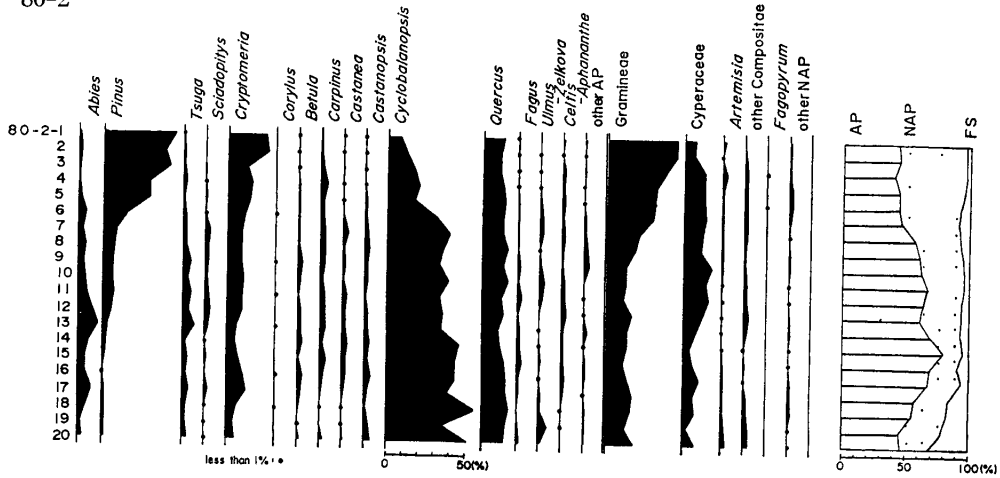 80-2
Abies
Pinus
Tsuga
Sciadopitys
Cryptomeria
Corylus
Betula
Carpinus
Castanea
Castanopsis
Cyclobalanopsis
Quercus
Fagus
Ulmus
-Zelkova
Celtis
-Aphananthe
other AP
Gramineae
Cyperaceae
Artemisia
other Compositae
Fagopyrum
other NAP
AP
NAP
FS
80-2-1
2
3
4
5
6
7
8
9
10
11
12
13
14
15
16
17
18
19
20
less than 1% : •
0 50(%)
0 50 100(%)